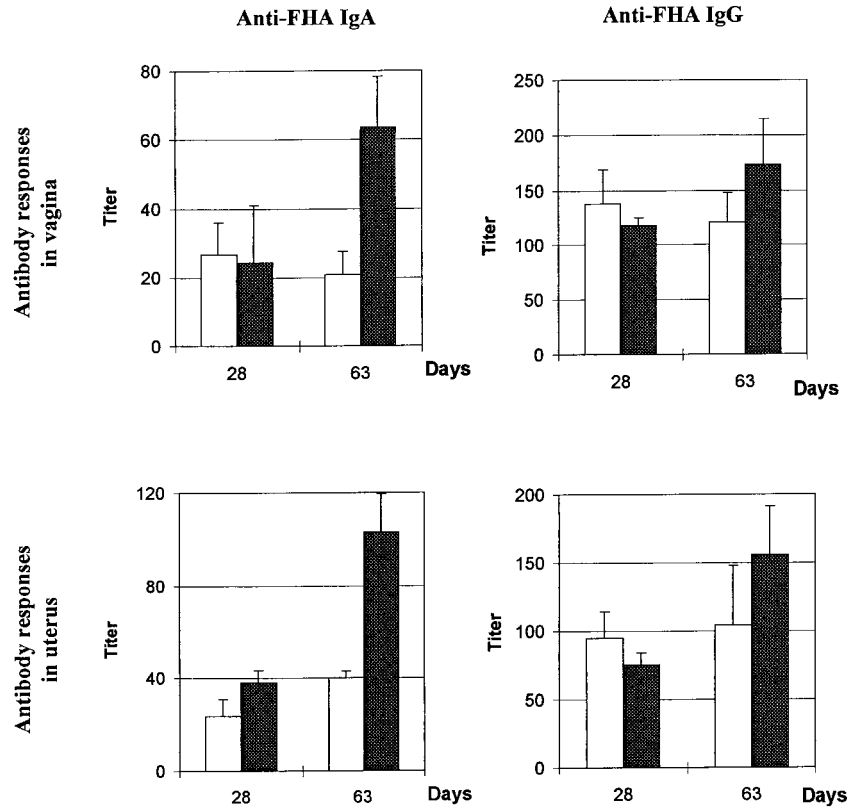 Anti-FHA IgA
Anti-FHA IgG
Antibody responses
in vagina
Titer
80
60
40
20
0
28
63
Days
Titer
250
200
150
100
50
0
28
63
Days
Antibody responses
in uterus
Titer
120
80
40
0
28
63
Days
Titer
200
150
100
50
0
28
63
Days